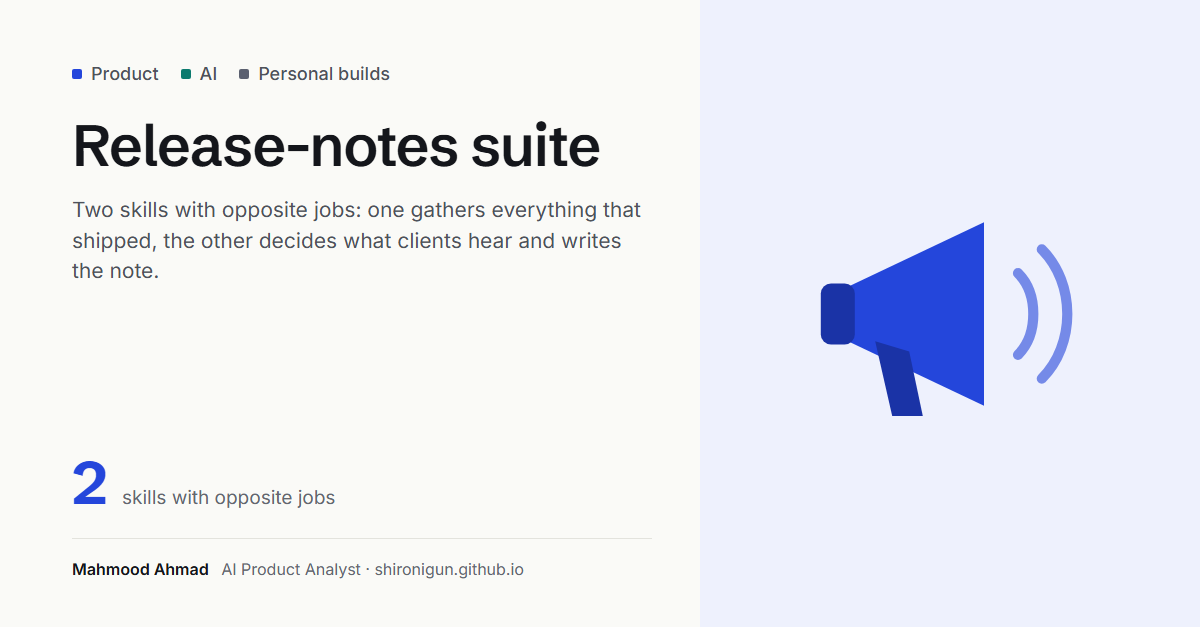 Product AI Personal builds
Release-notes suite
Two skills with opposite jobs: one gathers everything that
shipped, the other decides what clients hear and writes
the note.
2 skills with opposite jobs
Mahmood Ahmad AI Product Analyst · shironigun.github.io